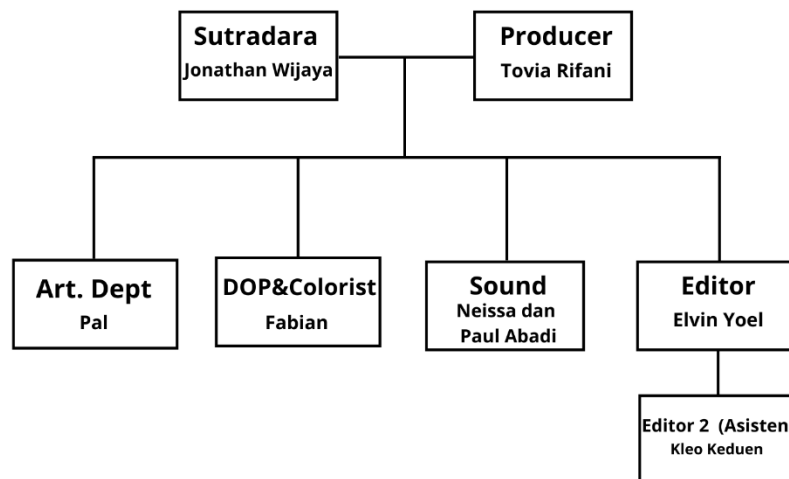 Sutradara
Jonathan Wijaya
Producer
Tovia Rifani
Art. Dept
Pal
DOP&Colorist
Fabian
Sound
Neissa dan
Paul Abadi
Editor
Elvin Yoel
Editor 2 (Asisten
Kleo Keduen